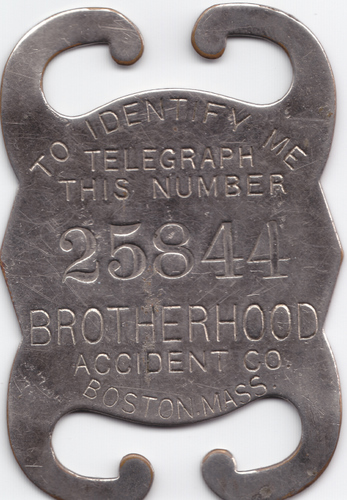 TO IDENTIFY ME
TELEGRAPH
THIS NUMBER
25844
BROTHERHOOD
ACCIDENT CO.
BOSTON. MASS.